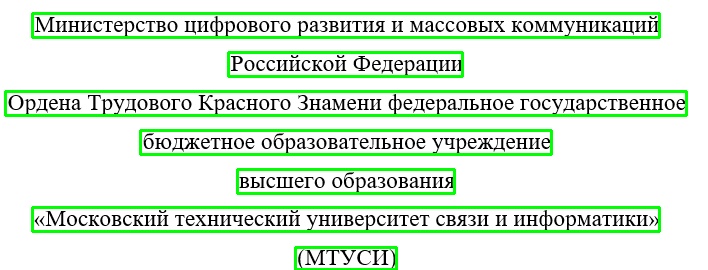 Министерство цифрового развития и массовых коммуникаций
Российской Федерации
Ордена Трудового Красного Знамени федеральное государственное
бюджетное образовательное учреждение
высшего образования
«Московский технический университет связи и информатики»
(МТУСИ)